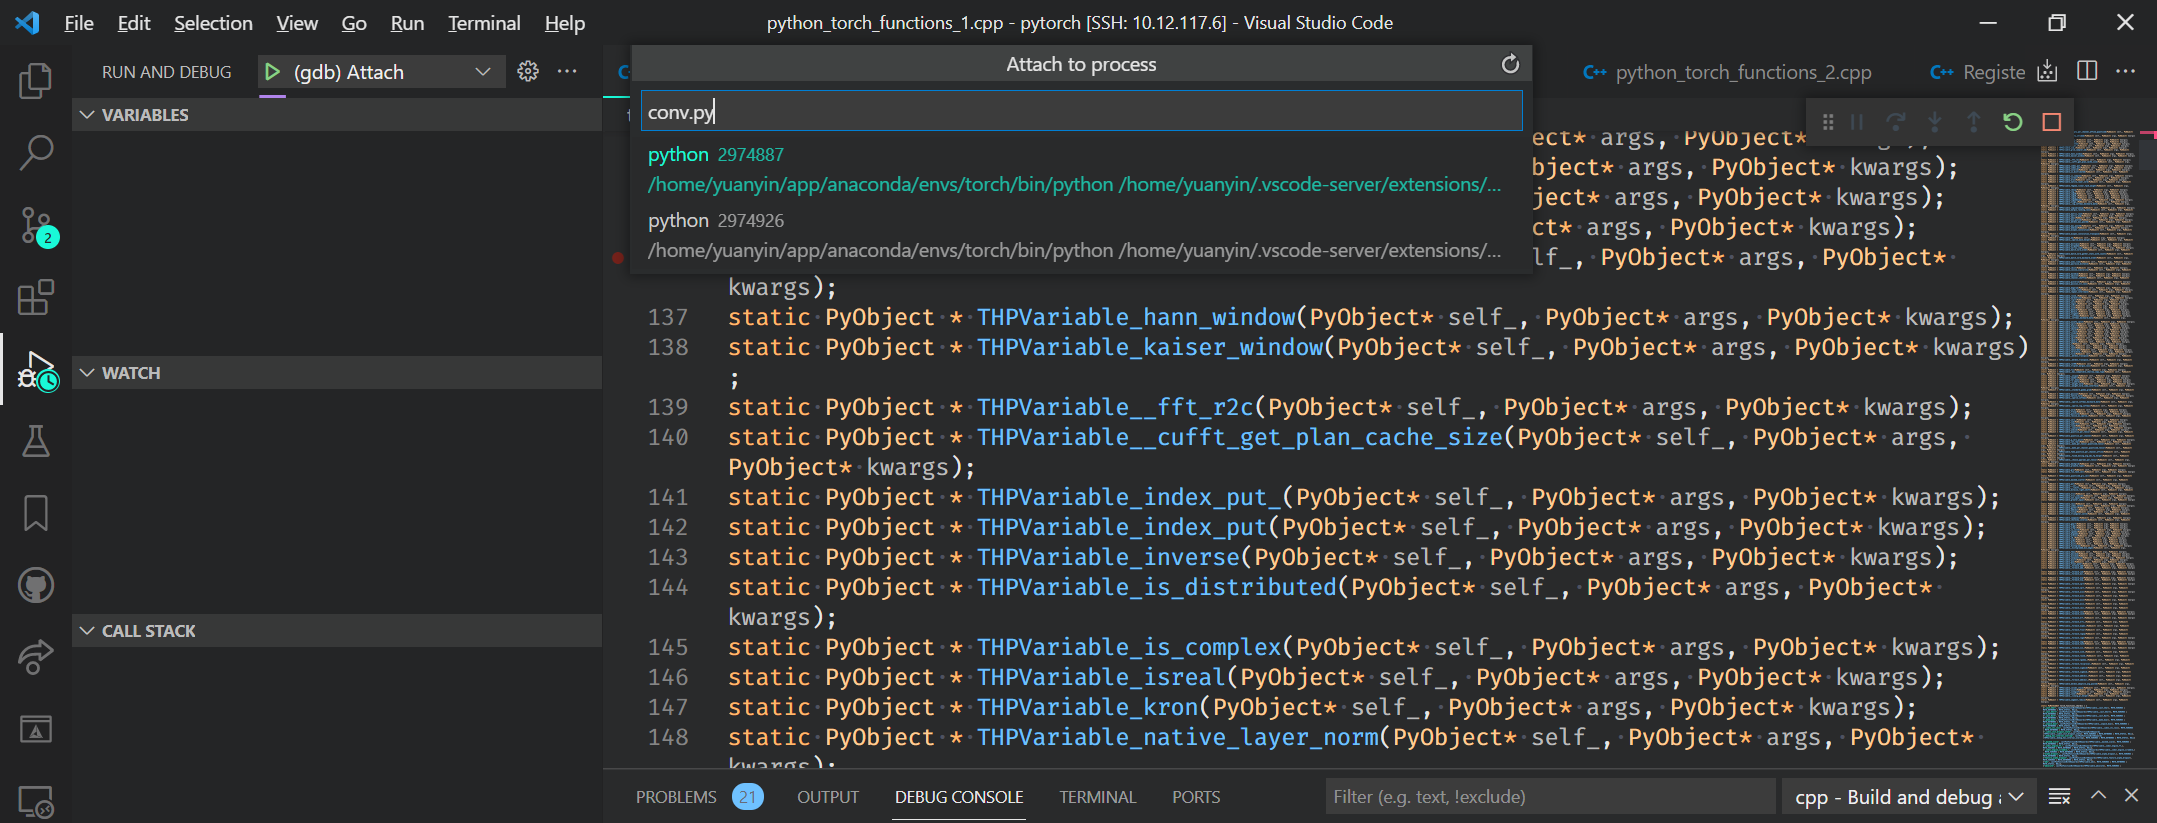 File Edit Selection View Go Run Terminal Help
python_torch_functions_1.cpp - pytorch [SSH: 10.12.117.6] - Visual Studio Code
RUN AND DEBUG (gdb) Attach
Attach to process
C++ python_torch_functions_2.cpp C++ Registe
VARIABLES
conv.py
python 2974887
/home/yuanyin/app/anaconda/envs/torch/bin/python /home/yuanyin/.vscode-server/extensions/...
python 2974926
/home/yuanyin/app/anaconda/envs/torch/bin/python /home/yuanyin/.vscode-server/extensions/...
ect* args, PyObject*
bject* args, PyObject* kwargs);
ject* args, PyObject* kwargs);
ct* args, PyObject* kwargs);
lf_, PyObject* args, PyObject*
kwargs);
137 static PyObject * THPVariable_hann_window(PyObject* self_, PyObject* args, PyObject* kwargs);
138 static PyObject * THPVariable_kaiser_window(PyObject* self_, PyObject* args, PyObject* kwargs)
;
139 static PyObject * THPVariable__fft_r2c(PyObject* self_, PyObject* args, PyObject* kwargs);
140 static PyObject * THPVariable__cufft_get_plan_cache_size(PyObject* self_, PyObject* args,
PyObject* kwargs);
141 static PyObject * THPVariable_index_put_(PyObject* self_, PyObject* args, PyObject* kwargs);
142 static PyObject * THPVariable_index_put(PyObject* self_, PyObject* args, PyObject* kwargs);
143 static PyObject * THPVariable_inverse(PyObject* self_, PyObject* args, PyObject* kwargs);
144 static PyObject * THPVariable_is_distributed(PyObject* self_, PyObject* args, PyObject*
kwargs);
145 static PyObject * THPVariable_is_complex(PyObject* self_, PyObject* args, PyObject* kwargs);
146 static PyObject * THPVariable_isreal(PyObject* self_, PyObject* args, PyObject* kwargs);
147 static PyObject * THPVariable_kron(PyObject* self_, PyObject* args, PyObject* kwargs);
148 static PyObject * THPVariable_native_layer_norm(PyObject* self_, PyObject* args, PyObject*
kwargs);
2
WATCH
CALL STACK
PROBLEMS 21 OUTPUT DEBUG CONSOLE TERMINAL PORTS
Filter (e.g. text, !exclude)
cpp - Build and debug